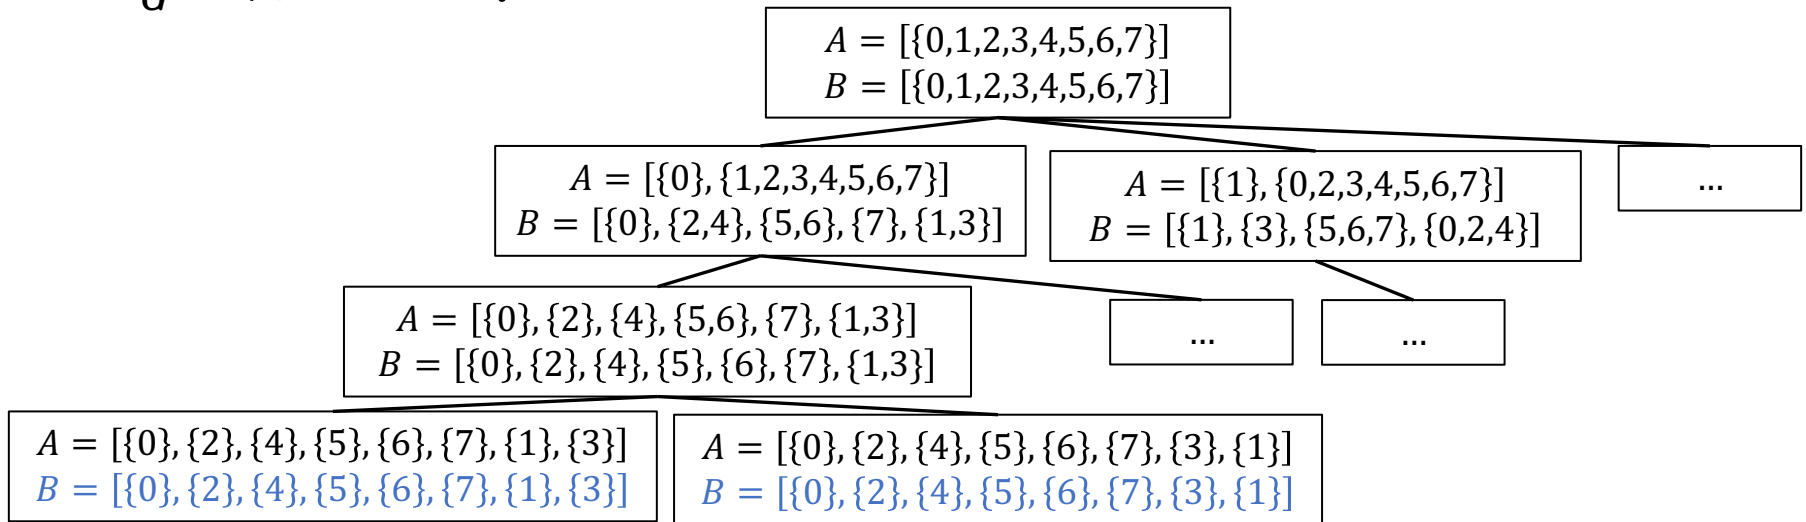 A = [{0,1,2,3,4,5,6,7}]
B = [{0,1,2,3,4,5,6,7}]
A = [{0}, {1,2,3,4,5,6,7}]
B = [{0}, {2,4}, {5,6}, {7}, {1,3}]
A = [{1}, {0,2,3,4,5,6,7}]
B = [{1}, {3}, {5,6,7}, {0,2,4}]
...
A = [{0}, {2}, {4}, {5,6}, {7}, {1,3}]
B = [{0}, {2}, {4}, {5}, {6}, {7}, {1,3}]
...
...
A = [{0}, {2}, {4}, {5}, {6}, {7}, {1}, {3}]
B = [{0}, {2}, {4}, {5}, {6}, {7}, {1}, {3}]
A = [{0}, {2}, {4}, {5}, {6}, {7}, {3}, {1}]
B = [{0}, {2}, {4}, {5}, {6}, {7}, {3}, {1}]